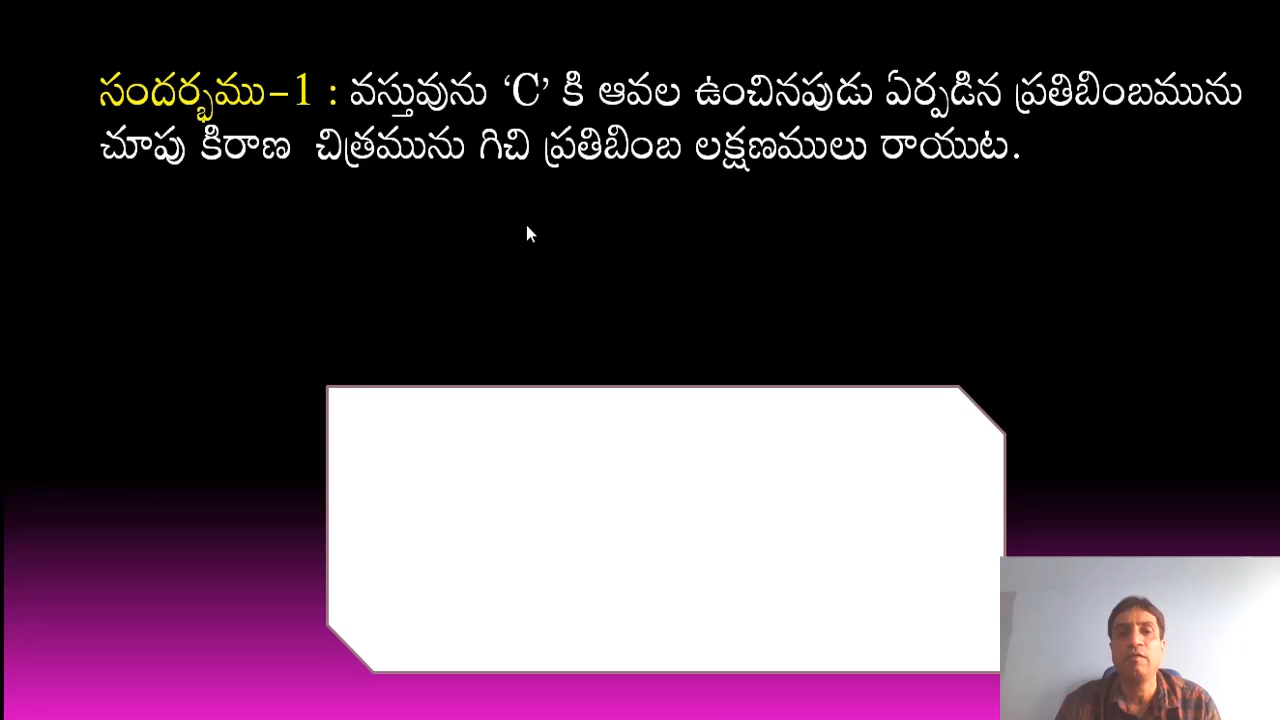 సందర్భము-1 : వస్తువును ‘C’ కి ఆవల ఉంచినపుడు ఏర్పడిన ప్రతిబింబమును
చూపు కిరాణ చిత్రమును గిచి ప్రతిబింబ లక్షణములు రాయుట.